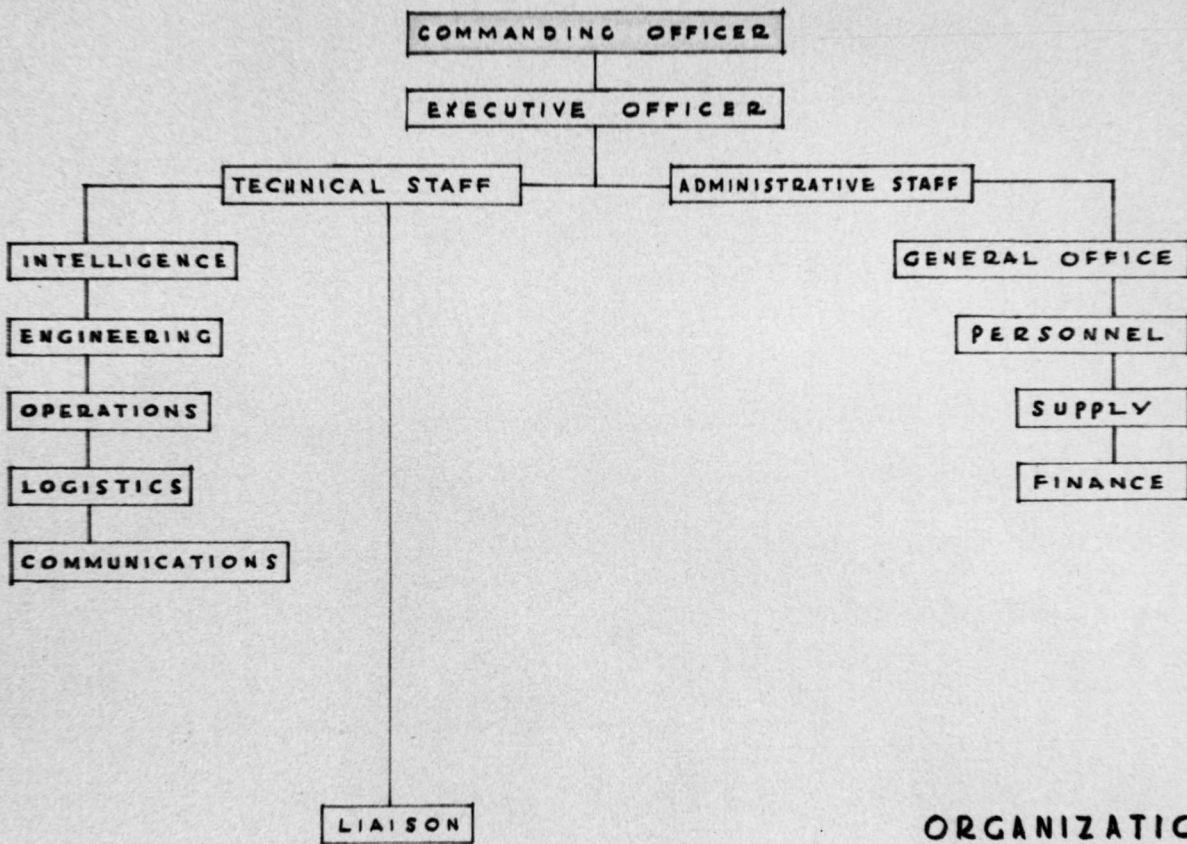 COMMANDING OFFICER
EXECUTIVE OFFICER
TECHNICAL STAFF
ADMINISTRATIVE STAFF
INTELLIGENCE
ENGINEERING
OPERATIONS
LOGISTICS
COMMUNICATIONS
GENERAL OFFICE
PERSONNEL
SUPPLY
FINANCE
LIAISON
ORGANIZATIO